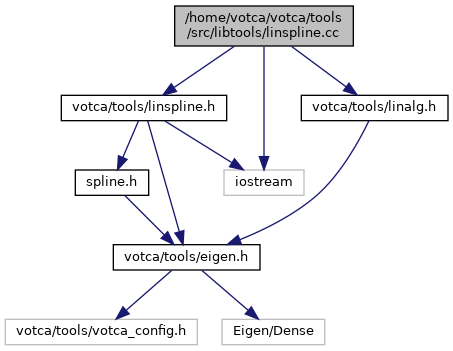 /home/votca/votca/tools
/src/libtools/linspline.cc
votca/tools/linspline.h
votca/tools/linalg.h
spline.h
iostream
votca/tools/eigen.h
votca/tools/votca_config.h
Eigen/Dense